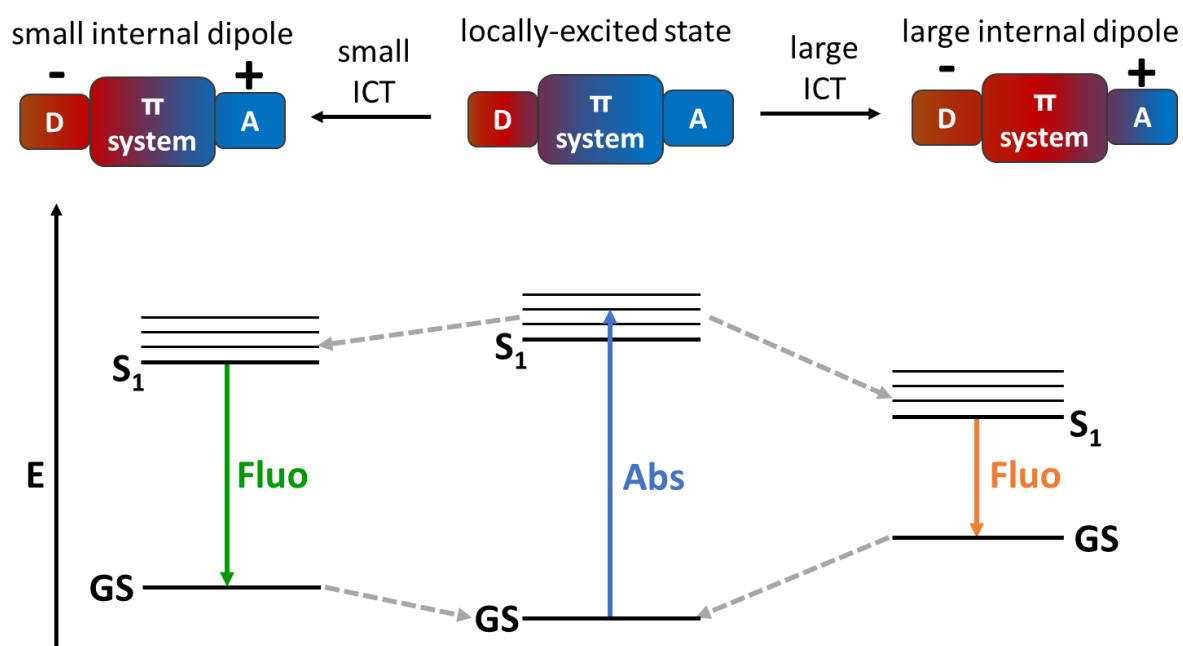 small internal dipole
- +
D π system A
small ICT
locally-excited state
D π system A
large ICT
large internal dipole
- +
D π system A
E
S1
Fluo
GS
S1
Abs
GS
S1
Fluo
GS